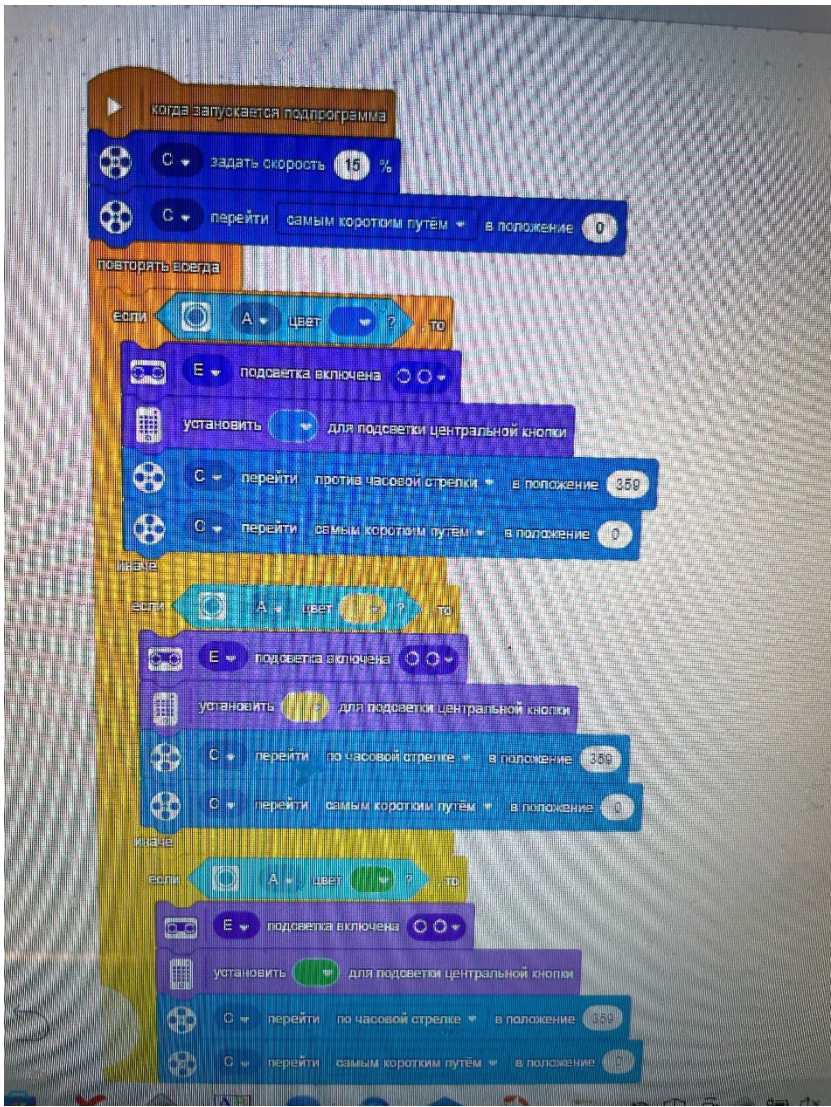 когда запускается подпрограмма
C задать скорость 15 %
C перейти самым коротким путём в положение 0
повторять всегда
если A цвет ? , то
E подсветка включена
установить для подсветки центральной кнопки
C перейти против часовой стрелки в положение 359
C перейти самым коротким путём в положение 0
иначе
если A цвет ? , то
E подсветка включена
установить для подсветки центральной кнопки
C перейти по часовой стрелке в положение 359
C перейти самым коротким путём в положение 0
иначе
если A цвет ? , то
E подсветка включена
установить для подсветки центральной кнопки
C перейти по часовой стрелке в положение 359
C перейти самым коротким путём в положение 0